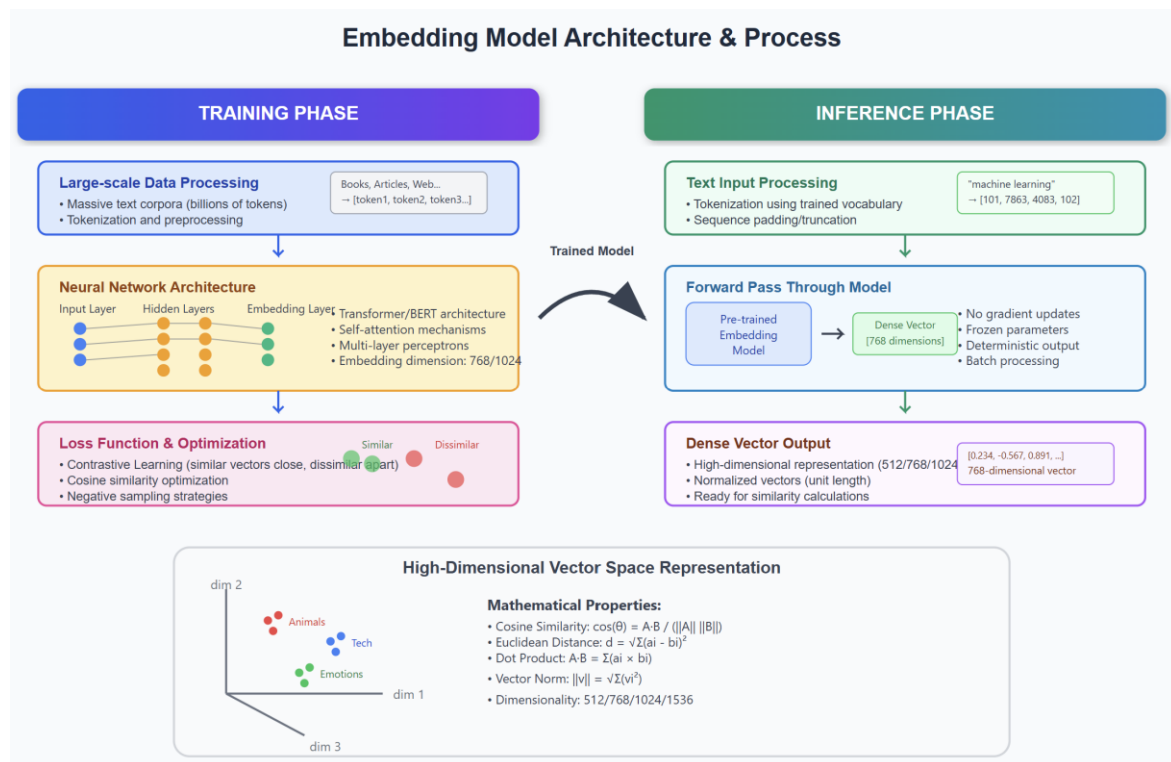 Embedding Model Architecture & Process
TRAINING PHASE
Large-scale Data Processing
• Massive text corpora (billions of tokens)
• Tokenization and preprocessing
Books, Articles, Web...
→ [token1, token2, token3...]
Neural Network Architecture
Input Layer
Hidden Layers
Embedding Layer
• Transformer/BERT architecture
• Self-attention mechanisms
• Multi-layer perceptrons
• Embedding dimension: 768/1024
Loss Function & Optimization
• Contrastive Learning (similar vectors close, dissimilar apart)
• Cosine similarity optimization
• Negative sampling strategies
Similar
Dissimilar
Trained Model
INFERENCE PHASE
Text Input Processing
• Tokenization using trained vocabulary
• Sequence padding/truncation
"machine learning"
→ [101, 7863, 4083, 102]
Forward Pass Through Model
Pre-trained
Embedding
Model
Dense Vector
[768 dimensions]
• No gradient updates
• Frozen parameters
• Deterministic output
• Batch processing
Dense Vector Output
• High-dimensional representation (512/768/1024
• Normalized vectors (unit length)
• Ready for similarity calculations
[0.234, -0.567, 0.891, ...]
768-dimensional vector
High-Dimensional Vector Space Representation
dim 2
Animals
Tech
Emotions
dim 1
dim 3
Mathematical Properties:
• Cosine Similarity: cos(θ) = A·B / (||A|| ||B||)
• Euclidean Distance: d = √Σ(ai - bi)²
• Dot Product: A·B = Σ(ai × bi)
• Vector Norm: ||v|| = √Σ(vi²)
• Dimensionality: 512/768/1024/1536